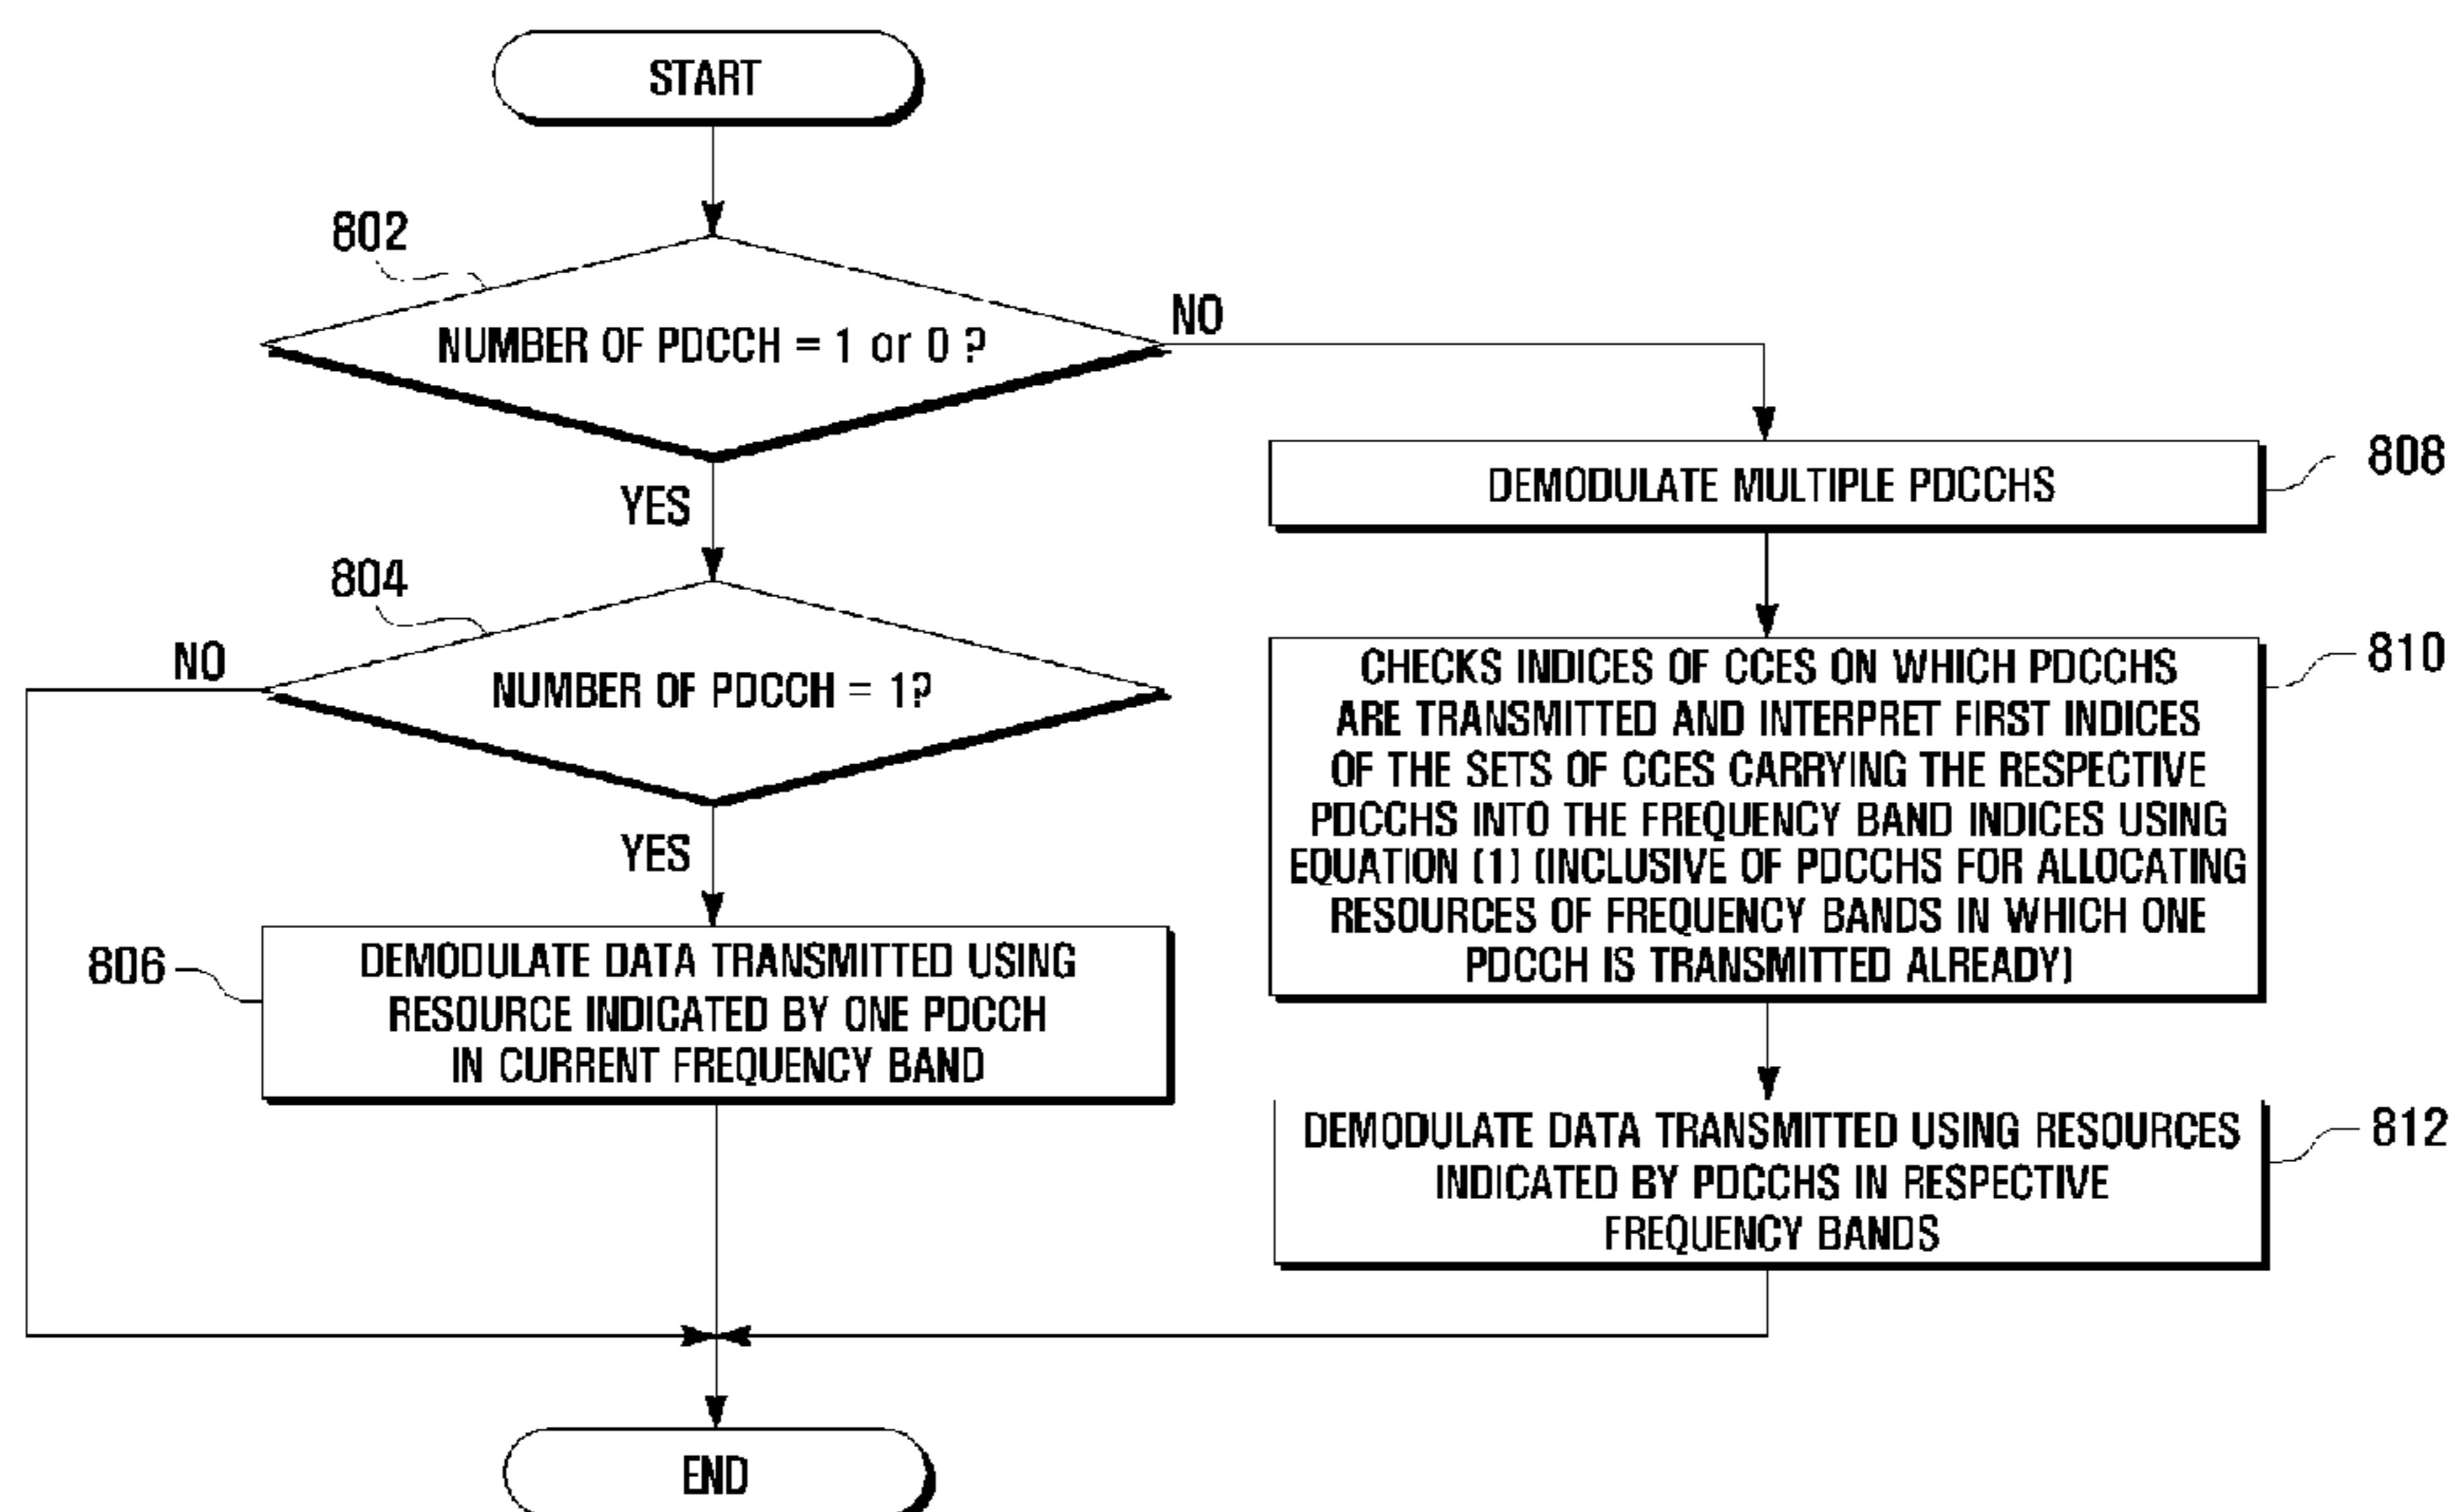 START
802
NUMBER OF PDCCH = 1 or 0 ?
NO
YES
804
NO
NUMBER OF PDCCH = 1?
YES
806
DEMODULATE DATA TRANSMITTED USING
RESOURCE INDICATED BY ONE PDCCH
IN CURRENT FREQUENCY BAND
808
DEMODULATE MULTIPLE PDCCHS
810
CHECKS INDICES OF CCES ON WHICH PDCCHS
ARE TRANSMITTED AND INTERPRET FIRST INDICES
OF THE SETS OF CCES CARRYING THE RESPECTIVE
PDCCHS INTO THE FREQUENCY BAND INDICES USING
EQUATION (1) (INCLUSIVE OF PDCCHS FOR ALLOCATING
RESOURCES OF FREQUENCY BANDS IN WHICH ONE
PDCCH IS TRANSMITTED ALREADY)
812
DEMODULATE DATA TRANSMITTED USING RESOURCES
INDICATED BY PDCCHS IN RESPECTIVE
FREQUENCY BANDS
END